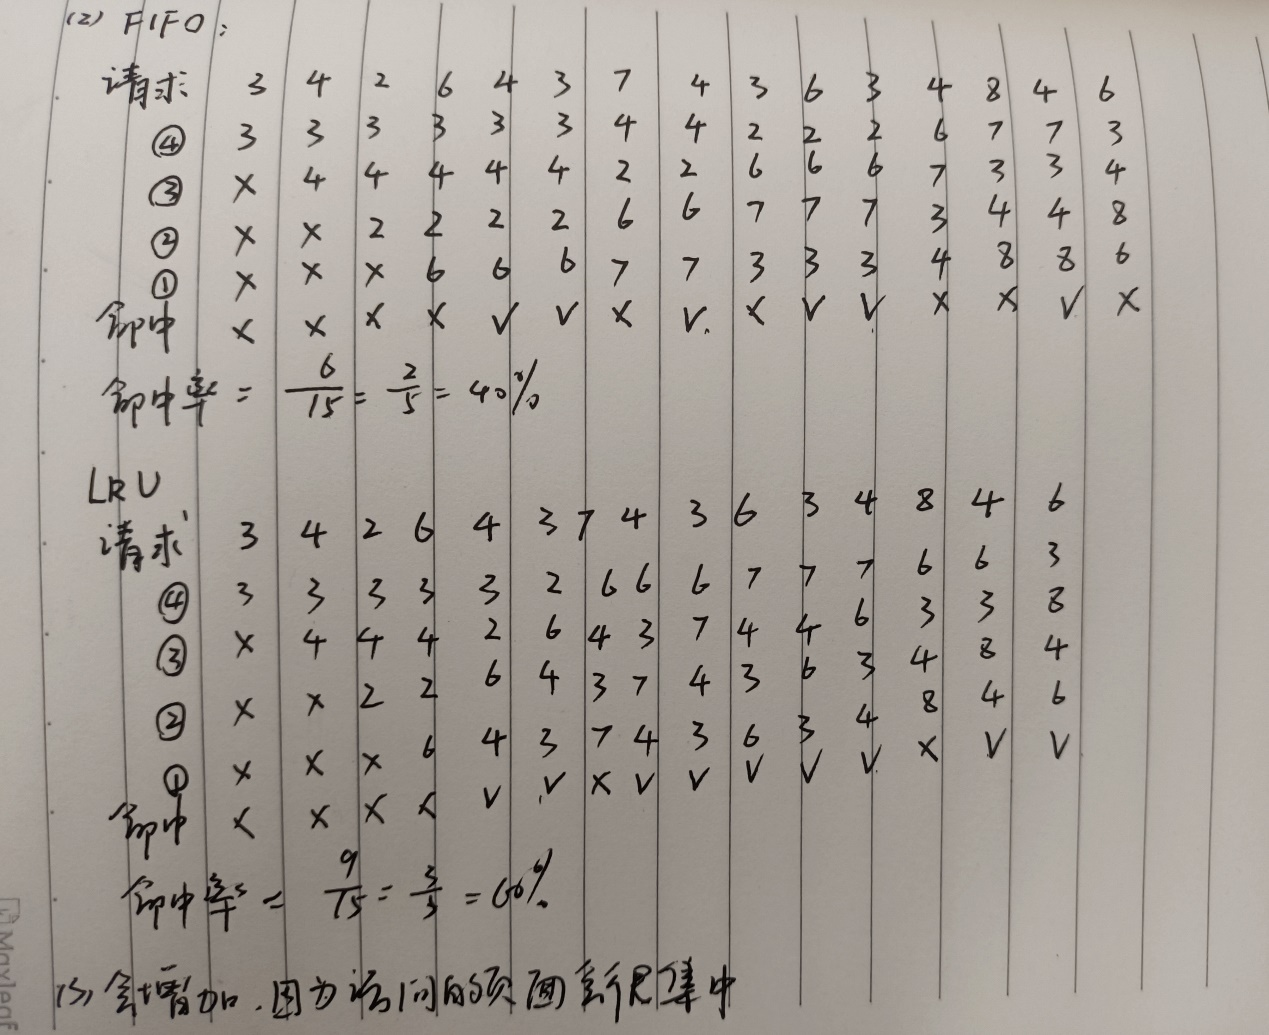 (2) FIFO:
请求 3 4 2 6 4 3 7 4 3 6 3 4 8 4 6
④ 3 3 3 3 3 3 4 4 2 2 2 6 7 7 3
③ × 4 4 4 4 4 2 2 6 6 6 7 3 3 4
② × × 2 2 2 2 6 6 7 7 7 3 4 4 8
① × × × 6 6 6 7 7 3 3 3 4 8 8 6
命中 × × × × √ √ × √. × √ √ × × √ ×
命中率 = 6/15 = 2/5 = 40%
LRU
请求 3 4 2 6 4 3 7 4 3 6 3 4 8 4 6
④ 3 3 3 3 3 2 6 6 6 7 7 7 6 6 3
③ × 4 4 4 2 6 4 3 7 4 4 6 3 3 8
② × × 2 2 6 4 3 7 4 3 6 3 4 8 4
① × × × 6 4 3 7 4 3 6 3 4 8 4 6
命中 × × × × √ √ × √ √ √ √ √ × √ √
命中率 = 9/15 = 3/5 = 60%
(3) 会增加.因为访问的页面会很集中
Maxleaf